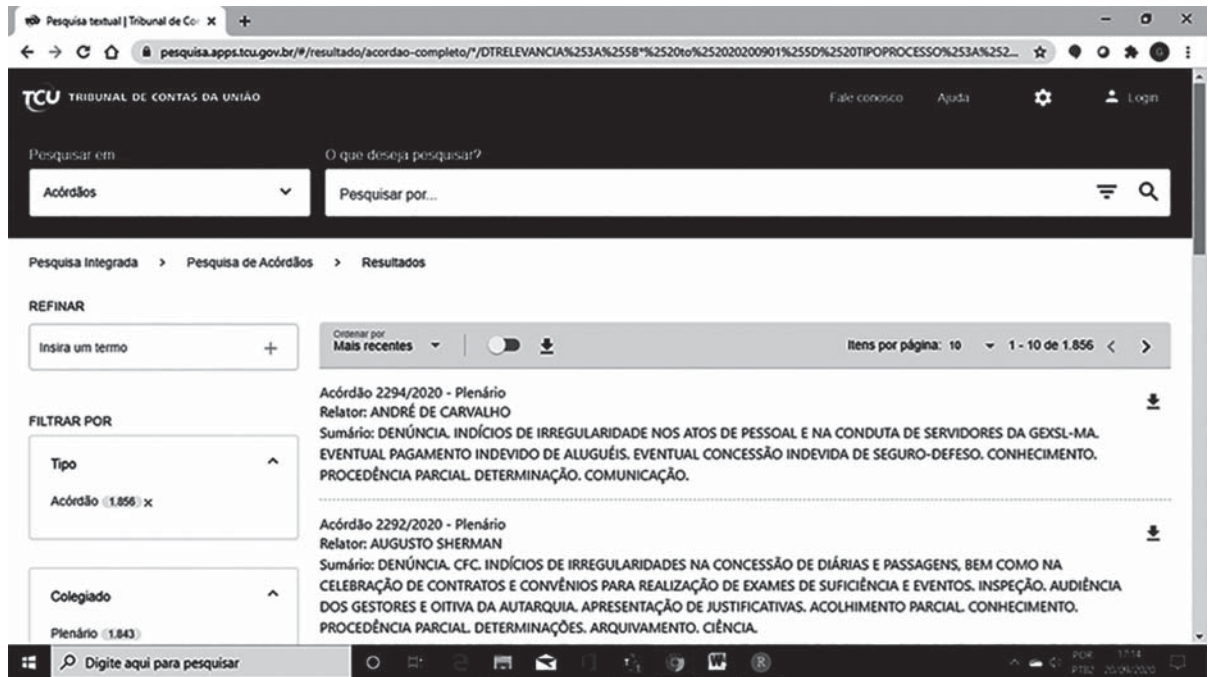 Pesquisa textual | Tribunal de Co
pesquisa.apps.tcu.gov.br/#/resultado/acordao-completo/*/DTRELEVANCIA%253A%255B*%2520to%252020200901%255D%2520TIPOPROCESSO%253A%252...
TCU TRIBUNAL DE CONTAS DA UNIÃO
Fale conosco Ajuda Login
Pesquisar em O que deseja pesquisar?
Acórdãos Pesquisar por...
Pesquisa Integrada > Pesquisa de Acórdãos > Resultados
REFINAR
Insira um termo +
Ordenar por
Mais recentes Itens por página: 10 1 - 10 de 1.856 < >
Acórdão 2294/2020 - Plenário
Relator: ANDRÉ DE CARVALHO
Sumário: DENÚNCIA. INDÍCIOS DE IRREGULARIDADE NOS ATOS DE PESSOAL E NA CONDUTA DE SERVIDORES DA GEXSL-MA.
EVENTUAL PAGAMENTO INDEVIDO DE ALUGUÉIS. EVENTUAL CONCESSÃO INDEVIDA DE SEGURO-DEFESO. CONHECIMENTO.
PROCEDÊNCIA PARCIAL. DETERMINAÇÃO. COMUNICAÇÃO.
FILTRAR POR
Tipo
Acórdão 1.856 x
Acórdão 2292/2020 - Plenário
Relator: AUGUSTO SHERMAN
Sumário: DENÚNCIA. CFC. INDÍCIOS DE IRREGULARIDADES NA CONCESSÃO DE DIÁRIAS E PASSAGENS, BEM COMO NA
CELEBRAÇÃO DE CONTRATOS E CONVÊNIOS PARA REALIZAÇÃO DE EXAMES DE SUFICIÊNCIA E EVENTOS. INSPEÇÃO. AUDIÊNCIA
DOS GESTORES E OITIVA DA AUTARQUIA. APRESENTAÇÃO DE JUSTIFICATIVAS. ACOLHIMENTO PARCIAL. CONHECIMENTO.
PROCEDÊNCIA PARCIAL. DETERMINAÇÕES. ARQUIVAMENTO. CIÊNCIA.
Colegiado
Plenário 1.843
Digite aqui para pesquisar
POR 17:14
PTB2 20/09/2020